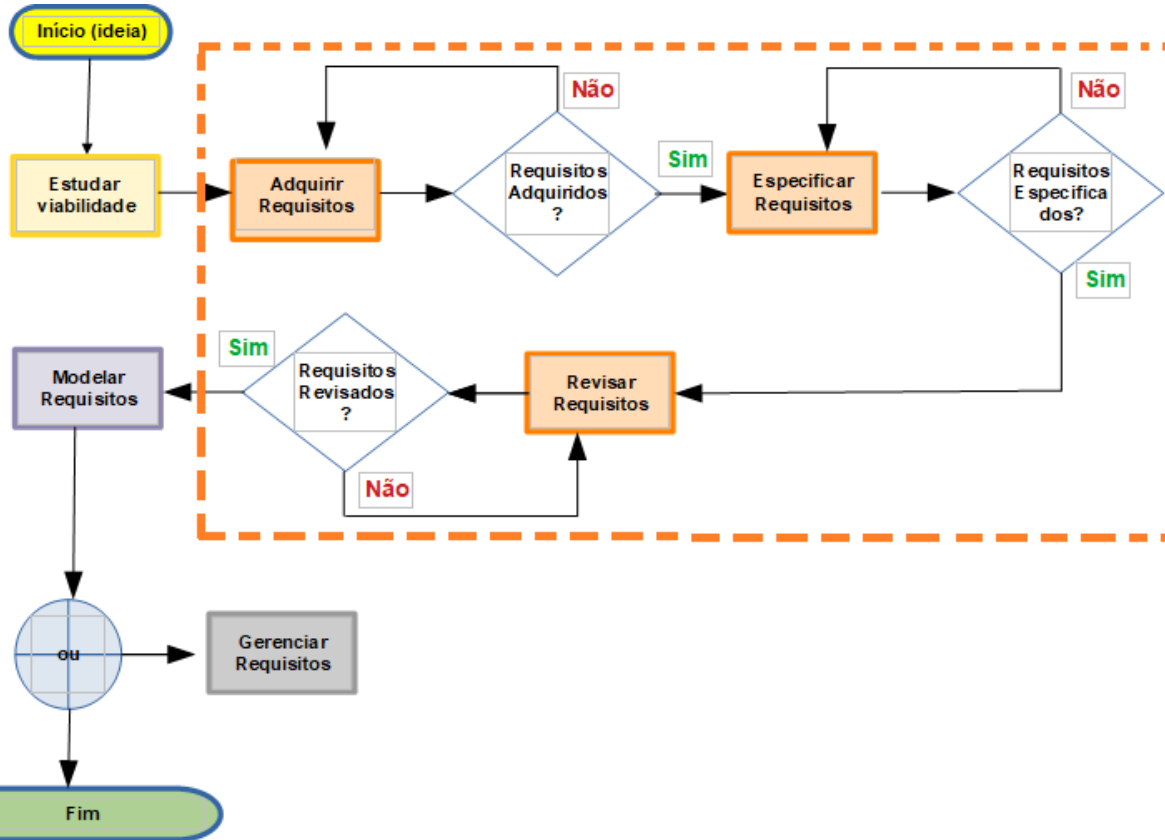 Início (ideia)
Não
Não
Estudar
viabilidade
Adquirir
Requisitos
Requisitos
Adquiridos
?
Sim
Especificar
Requisitos
Requisitos
Especifica
dos?
Sim
Modelar
Requisitos
Sim
Requisitos
Revisados
?
Revisar
Requisitos
Não
ou
Gerenciar
Requisitos
Fim